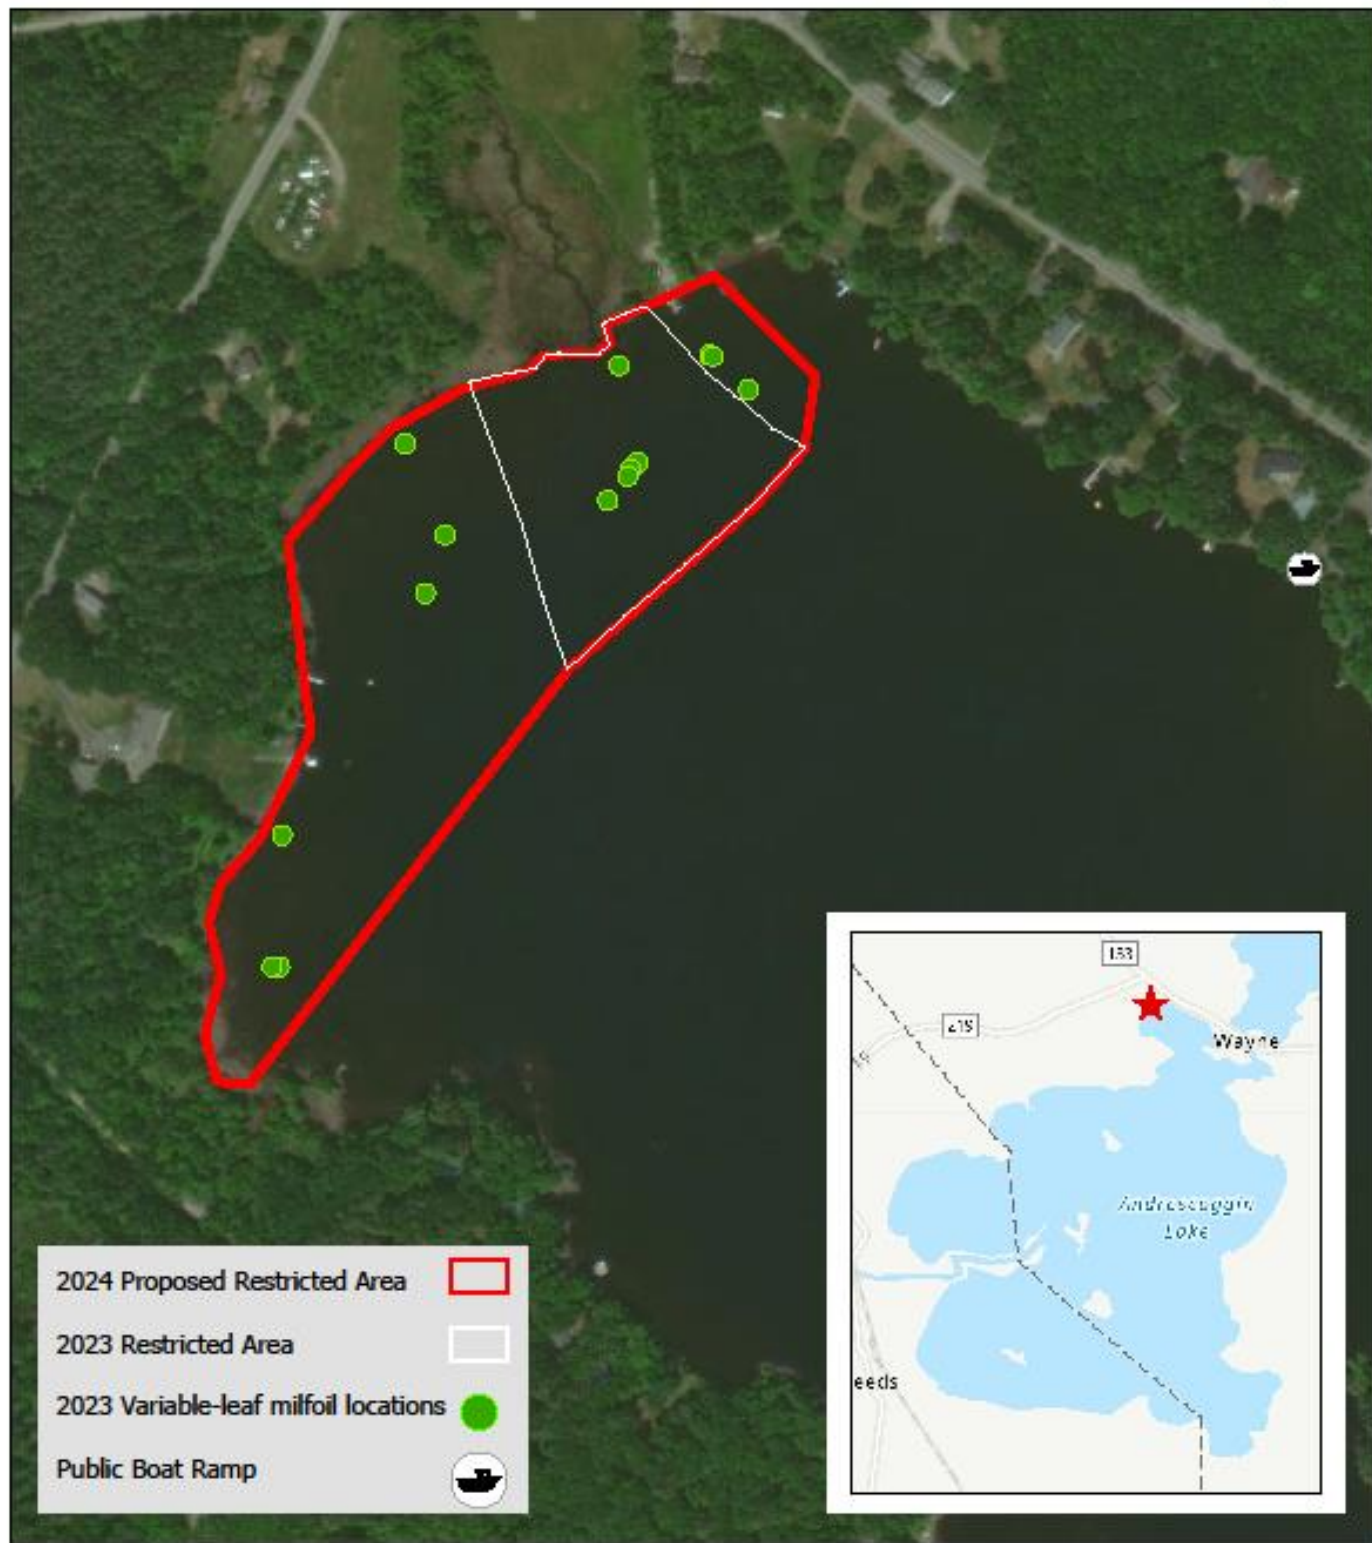 133
219
Wayne
Androscoggin
Lake
eeds
2024 Proposed Restricted Area
2023 Restricted Area
2023 Variable-leaf milfoil locations
Public Boat Ramp